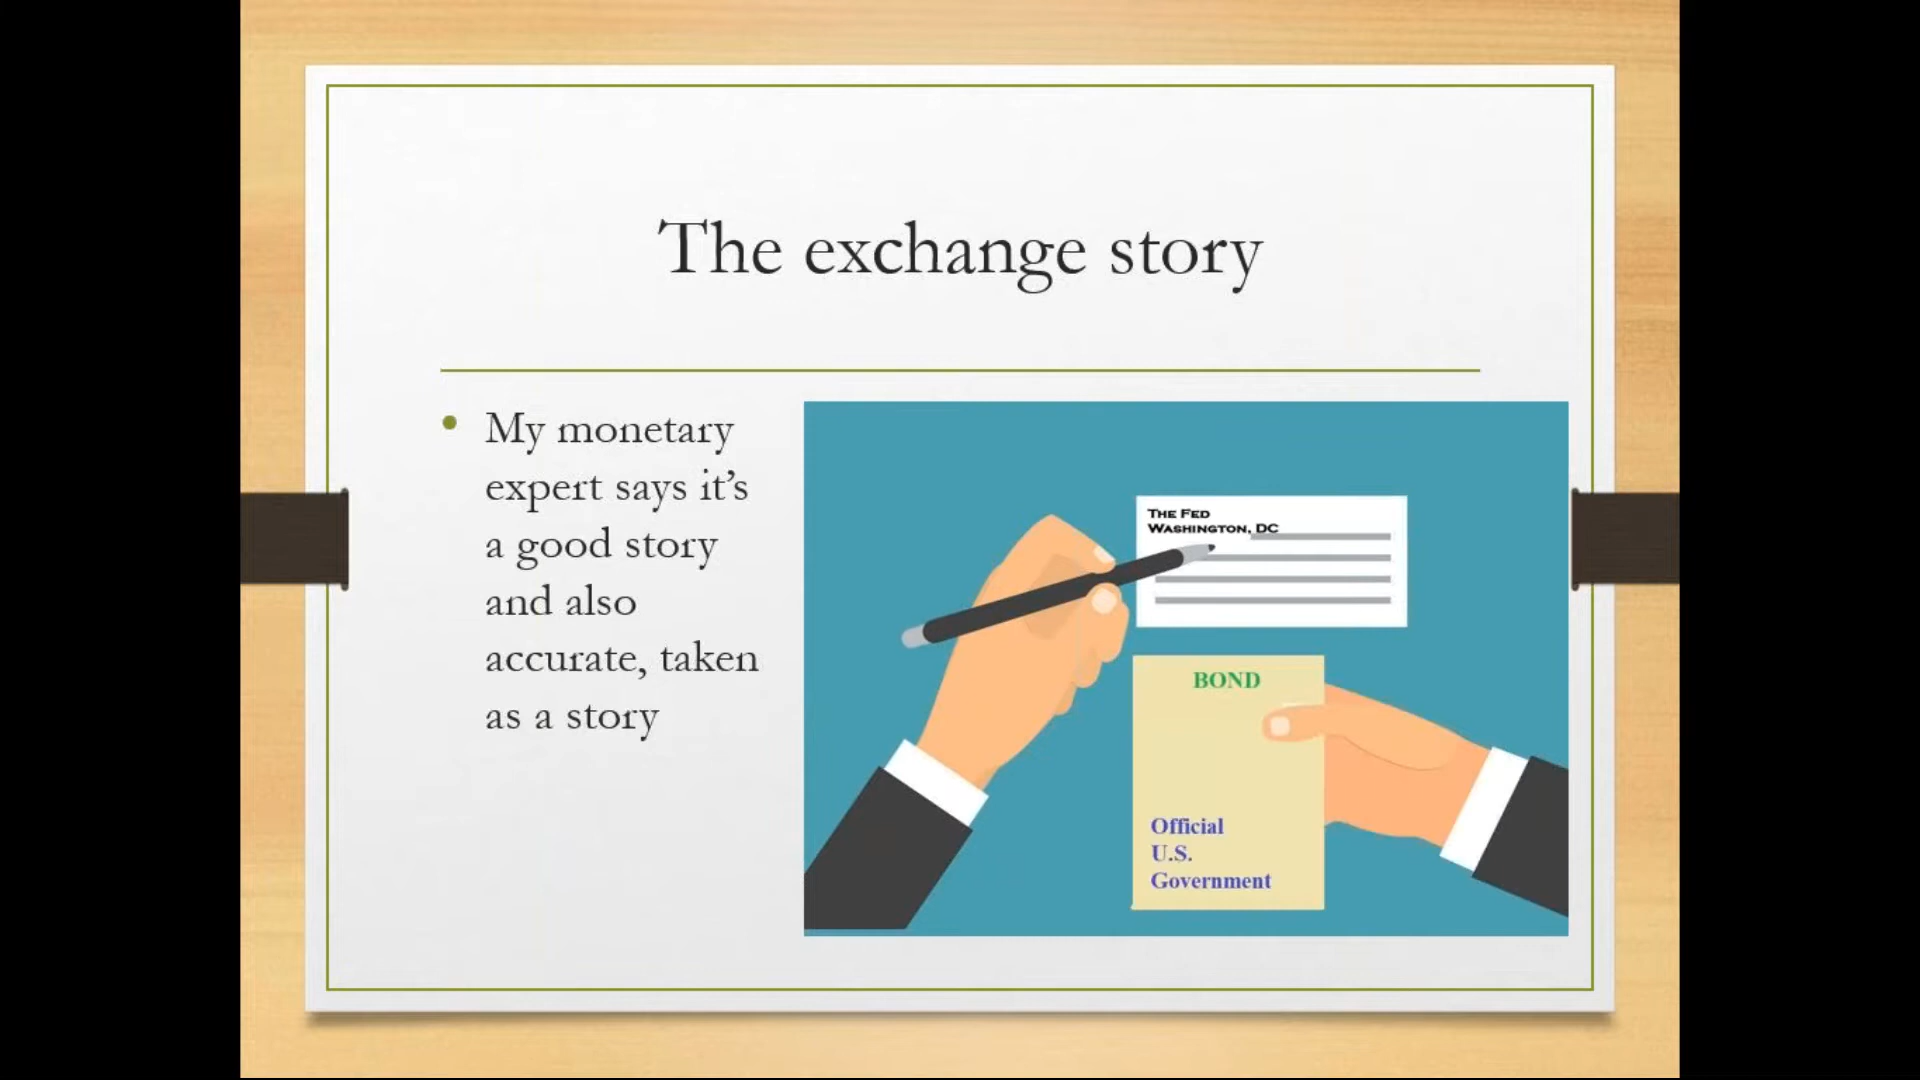 The exchange story
• My monetary
expert says it’s
a good story
and also
accurate, taken
as a story
The Fed
Washington, DC
BOND
Official
U.S.
Government